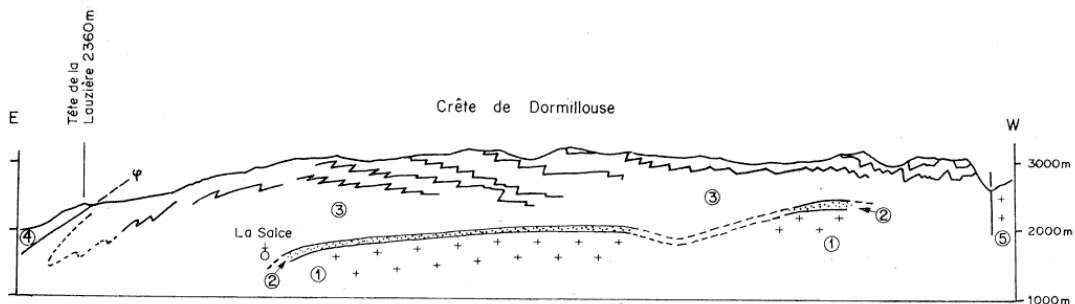 Tête de la
Lauzière 2360m
E
Crête de Dormillouse
W
φ
3000m
③
③
④
②
La Salce
2000m
⑤
①
②
①
1000m